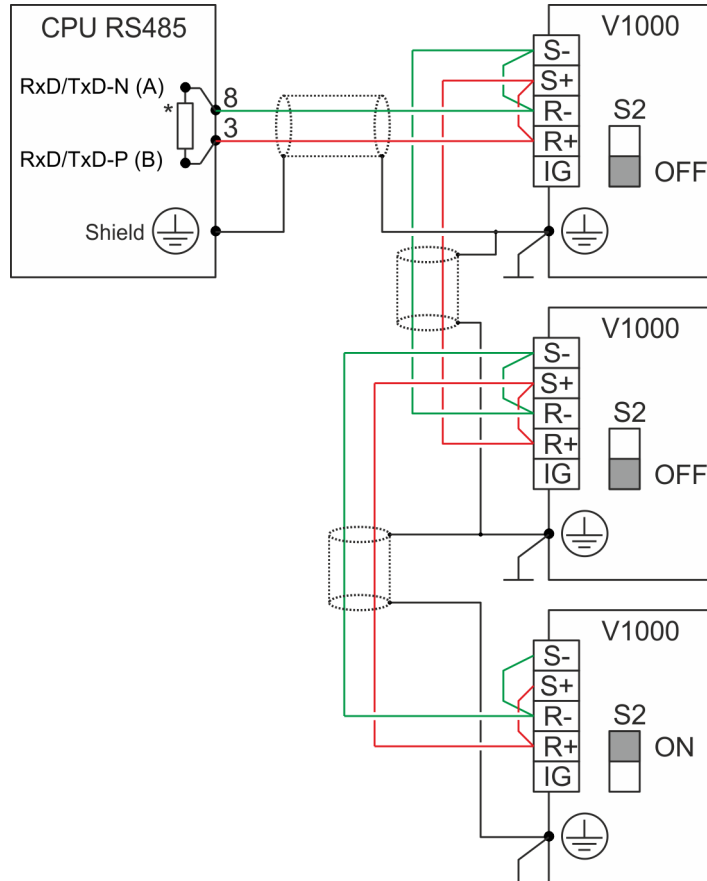 CPU RS485
RxD/TxD-N (A)
8
*
3
RxD/TxD-P (B)
Shield
V1000
S-
S+
R-
R+
IG
S2
OFF
V1000
S-
S+
R-
R+
IG
S2
OFF
V1000
S-
S+
R-
R+
IG
S2
ON